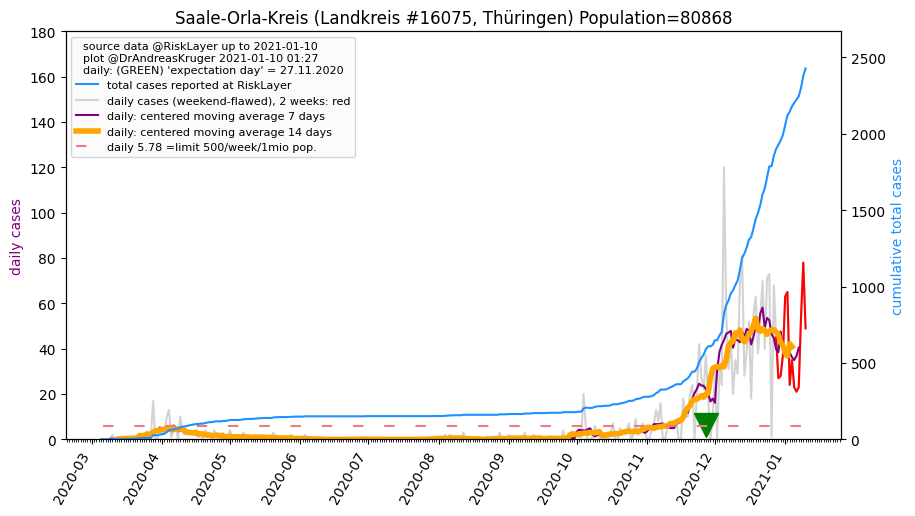 Saale-Orla-Kreis (Landkreis #16075, Thüringen) Population=80868
source data @RiskLayer up to 2021-01-10
plot @DrAndreasKruger 2021-01-10 01:27
daily: (GREEN) 'expectation day' = 27.11.2020
total cases reported at RiskLayer
daily cases (weekend-flawed), 2 weeks: red
daily: centered moving average 7 days
daily: centered moving average 14 days
daily 5.78 =limit 500/week/1mio pop.
daily cases
180
160
140
120
100
80
60
40
20
0
2500
2000
1500
1000
500
0
cumulative total cases
2020-03
2020-04
2020-05
2020-06
2020-07
2020-08
2020-09
2020-10
2020-11
2020-12
2021-01